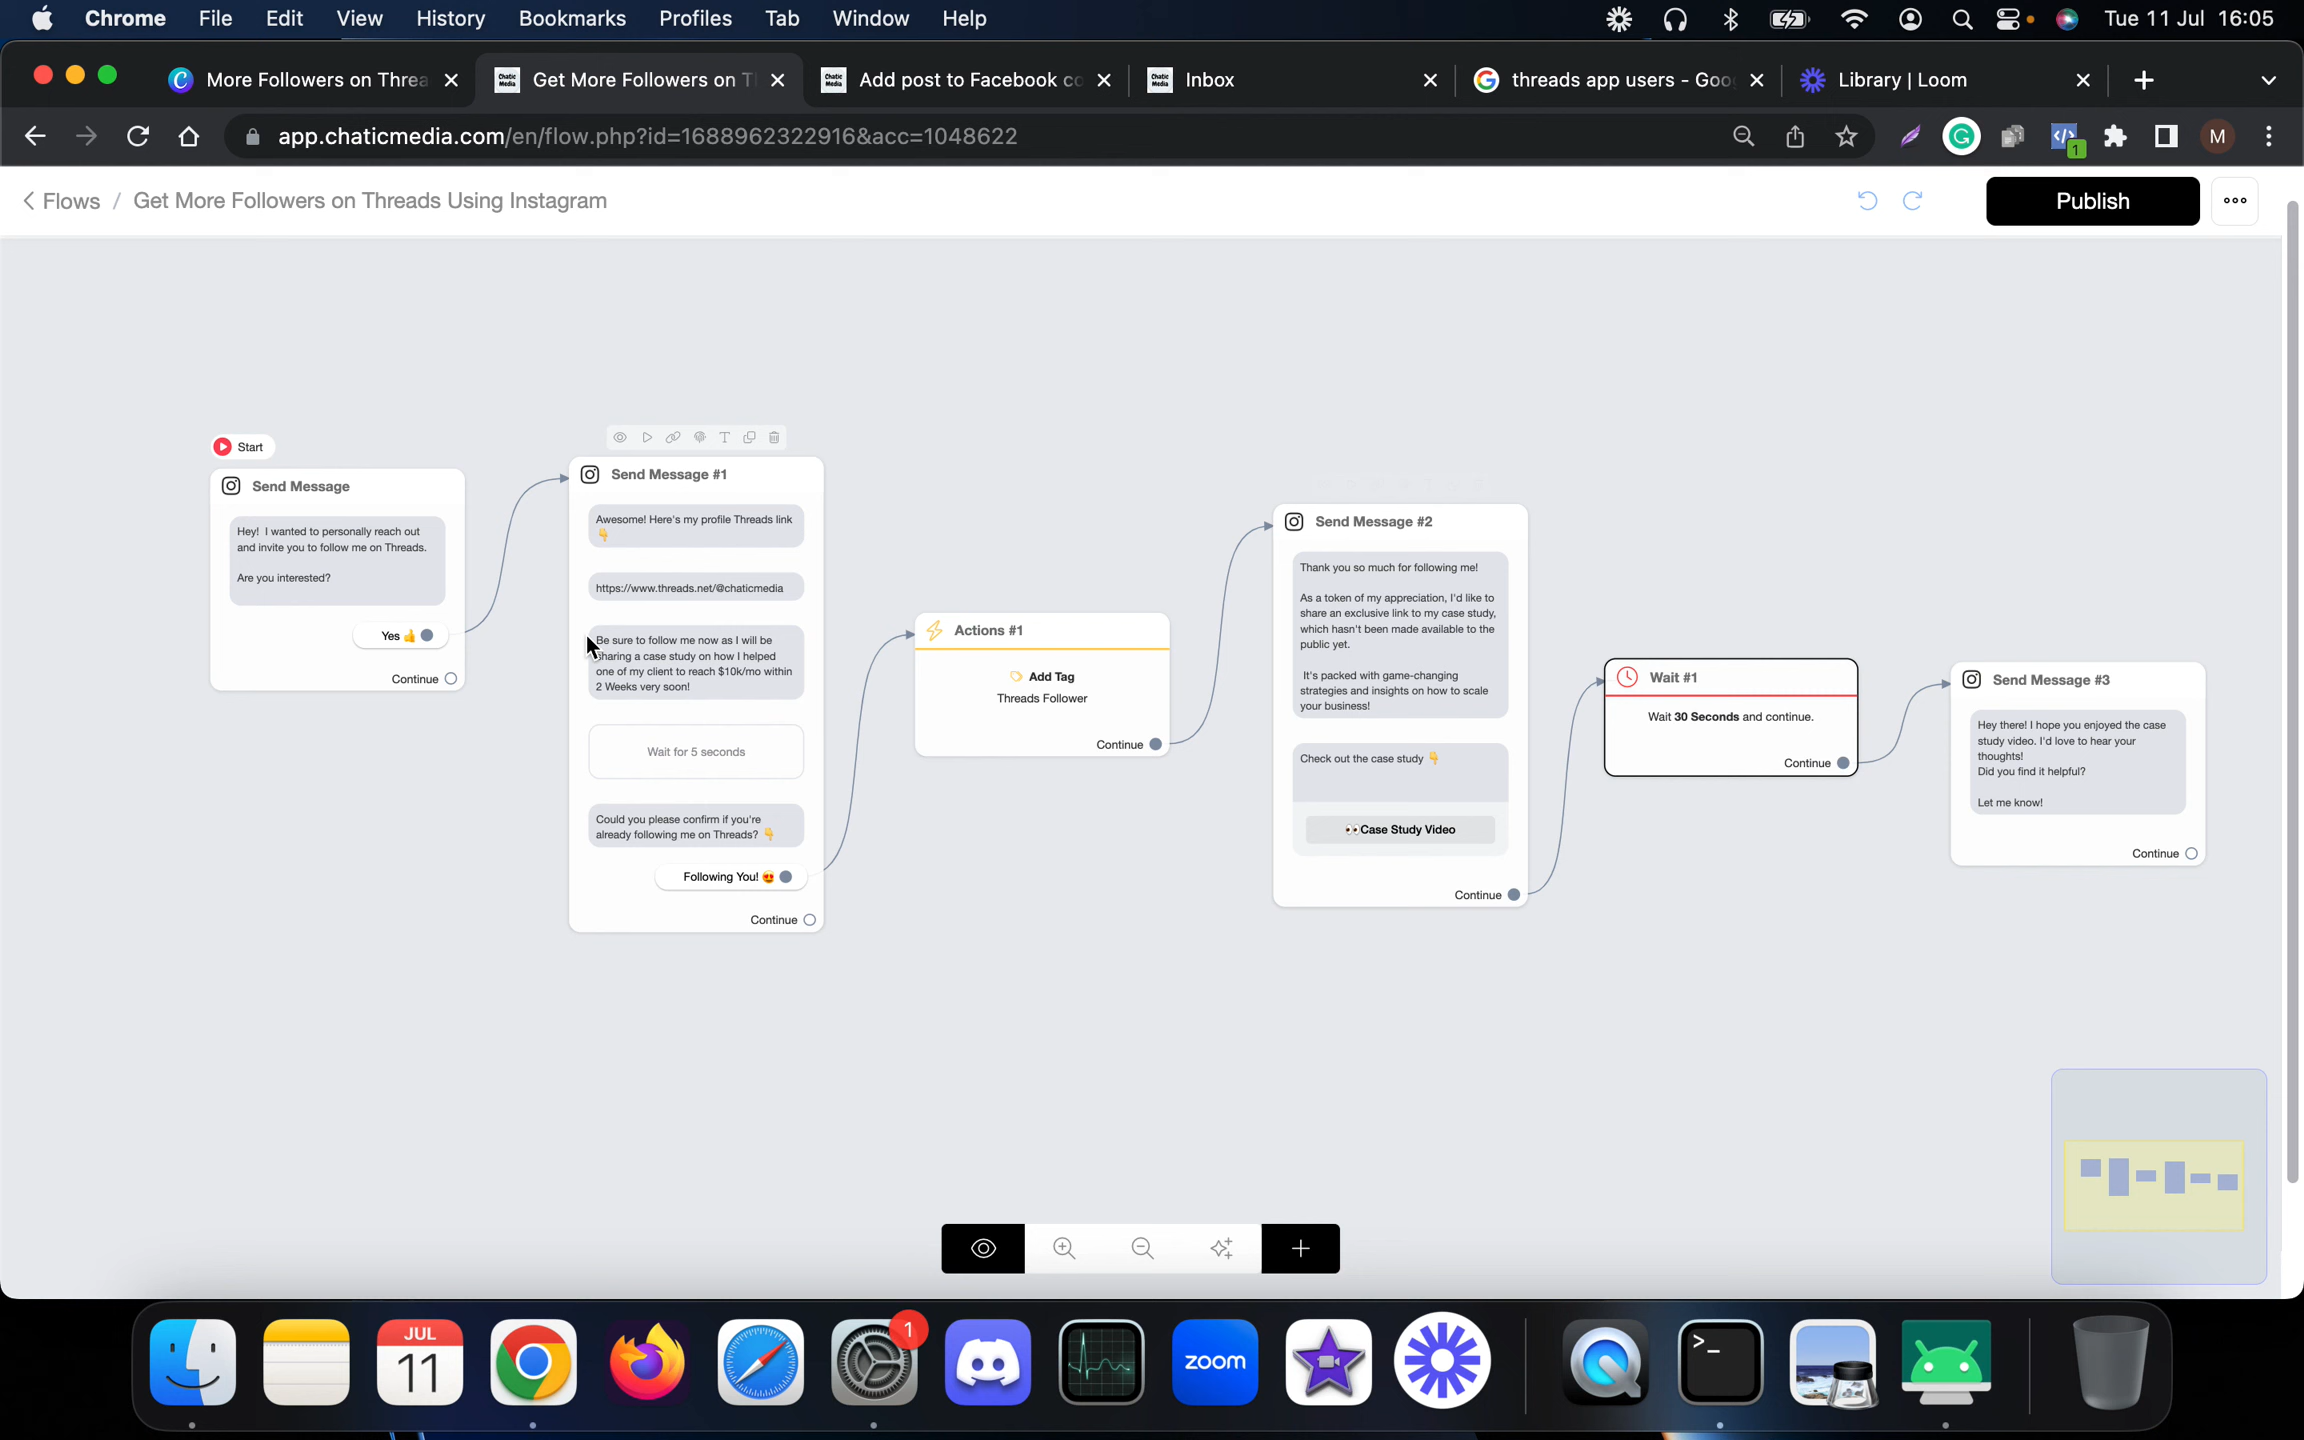 Chrome File Edit View History Bookmarks Profiles Tab Window Help Tue 11 Jul 16:05
More Followers on Threa
Get More Followers on T
Add post to Facebook co
Inbox
threads app users - Goo
Library | Loom
app.chaticmedia.com/en/flow.php?id=1688962322916&acc=1048622
G
1
M
Flows / Get More Followers on Threads Using Instagram
Publish
Start
Send Message
Hey!  I wanted to personally reach out
and invite you to follow me on Threads.
Are you interested?
Yes 👍
Continue
Send Message #1
Awesome! Here's my profile Threads link
👇
https://www.threads.net/@chaticmedia
Be sure to follow me now as I will be
sharing a case study on how I helped
one of my client to reach $10k/mo within
2 Weeks very soon!
Wait for 5 seconds
Could you please confirm if you're
already following me on Threads? 👇
Following You! 😍
Continue
Actions #1
Add Tag
Threads Follower
Continue
Send Message #2
Thank you so much for following me!
As a token of my appreciation, I'd like to
share an exclusive link to my case study,
which hasn't been made available to the
public yet.
It's packed with game-changing
strategies and insights on how to scale
your business!
Check out the case study 👇
👀Case Study Video
Continue
Wait #1
Wait 30 Seconds and continue.
Continue
Send Message #3
Hey there! I hope you enjoyed the case
study video. I'd love to hear your
thoughts!
Did you find it helpful?
Let me know!
Continue
JUL
11
1
zoom